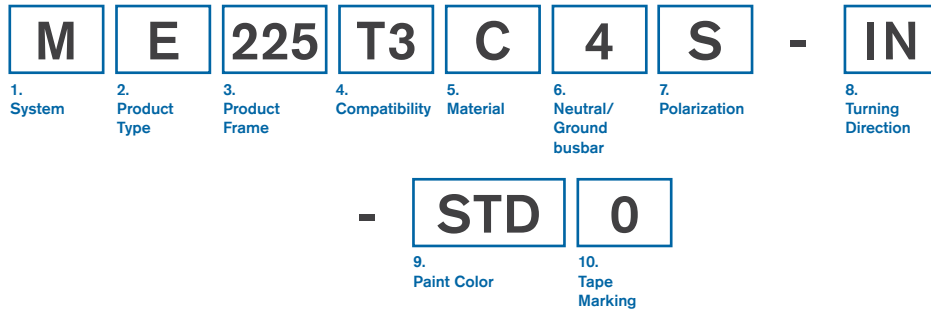 M E 225 T3 C 4 S - IN
1. 2. 3. 4. 5. 6. 7. 8.
System Product Product Compatibility Material Neutral/ Polarization Turning
Type Frame Ground Direction
busbar
- STD 0
9. 10.
Paint Color Tape
Marking